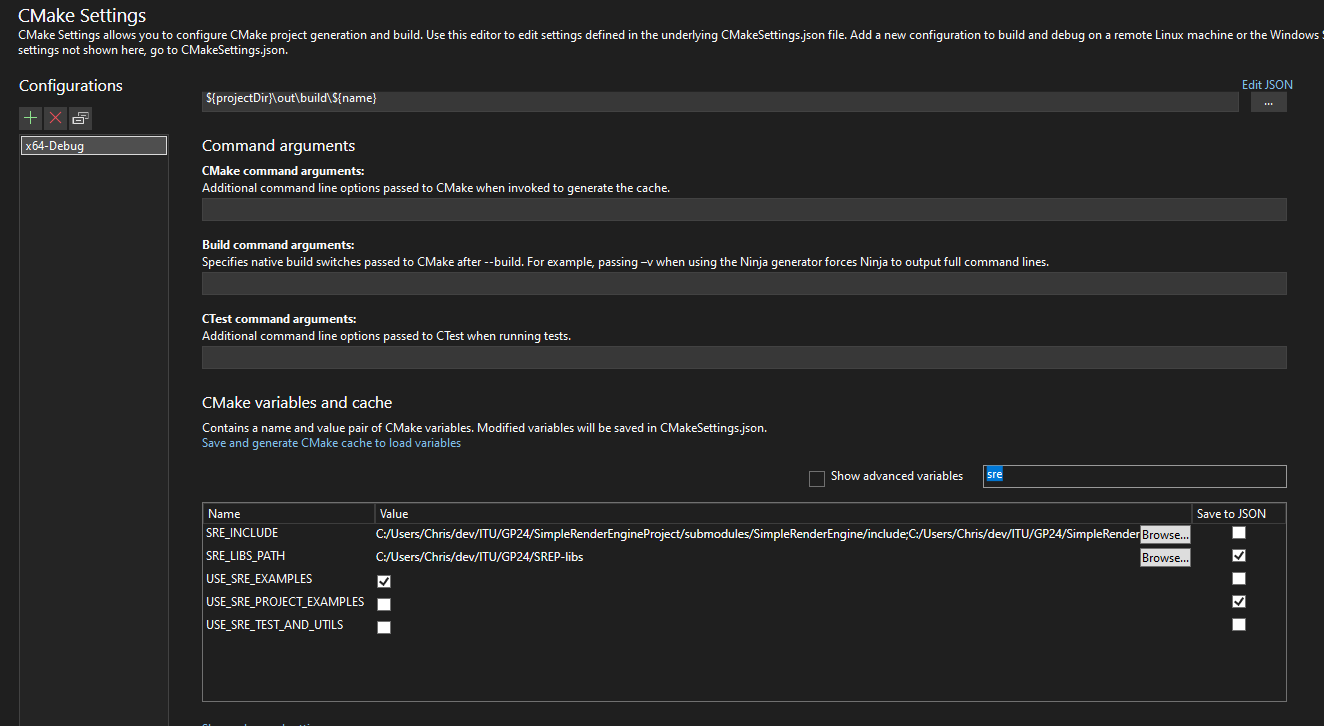 CMake Settings
CMake Settings allows you to configure CMake project generation and build. Use this editor to edit settings defined in the underlying CMakeSettings.json file. Add a new configuration to build and debug on a remote Linux machine or the Windows
settings not shown here, go to CMakeSettings.json.
Configurations
Edit JSON
${projectDir}\out\build\${name}
...
x64-Debug
Command arguments
CMake command arguments:
Additional command line options passed to CMake when invoked to generate the cache.
Build command arguments:
Specifies native build switches passed to CMake after --build. For example, passing –v when using the Ninja generator forces Ninja to output full command lines.
CTest command arguments:
Additional command line options passed to CTest when running tests.
CMake variables and cache
Contains a name and value pair of CMake variables. Modified variables will be saved in CMakeSettings.json.
Save and generate CMake cache to load variables
Show advanced variables
sre
Name Value Save to JSON
SRE_INCLUDE C:/Users/Chris/dev/ITU/GP24/SimpleRenderEngineProject/submodules/SimpleRenderEngine/include;C:/Users/Chris/dev/ITU/GP24/SimpleRender Browse...
SRE_LIBS_PATH C:/Users/Chris/dev/ITU/GP24/SREP-libs Browse...
USE_SRE_EXAMPLES
USE_SRE_PROJECT_EXAMPLES
USE_SRE_TEST_AND_UTILS